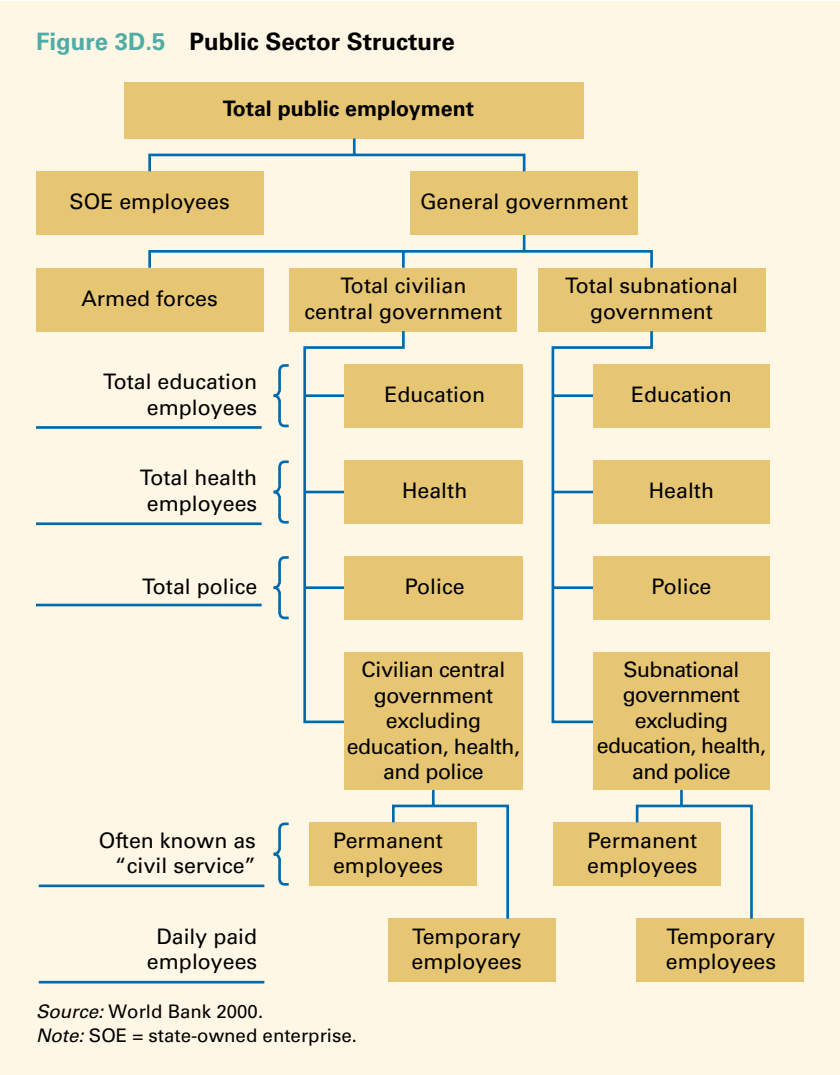 Figure 3D.5 Public Sector Structure
Total public employment
SOE employees
General government
Armed forces
Total civilian
central government
Total subnational
government
Total education
employees
Education
Education
Total health
employees
Health
Health
Total police
Police
Police
Civilian central
government
excluding
education, health,
and police
Subnational
government
excluding
education, health,
and police
Often known as
“civil service”
Permanent
employees
Permanent
employees
Daily paid
employees
Temporary
employees
Temporary
employees
Source: World Bank 2000.
Note: SOE = state-owned enterprise.